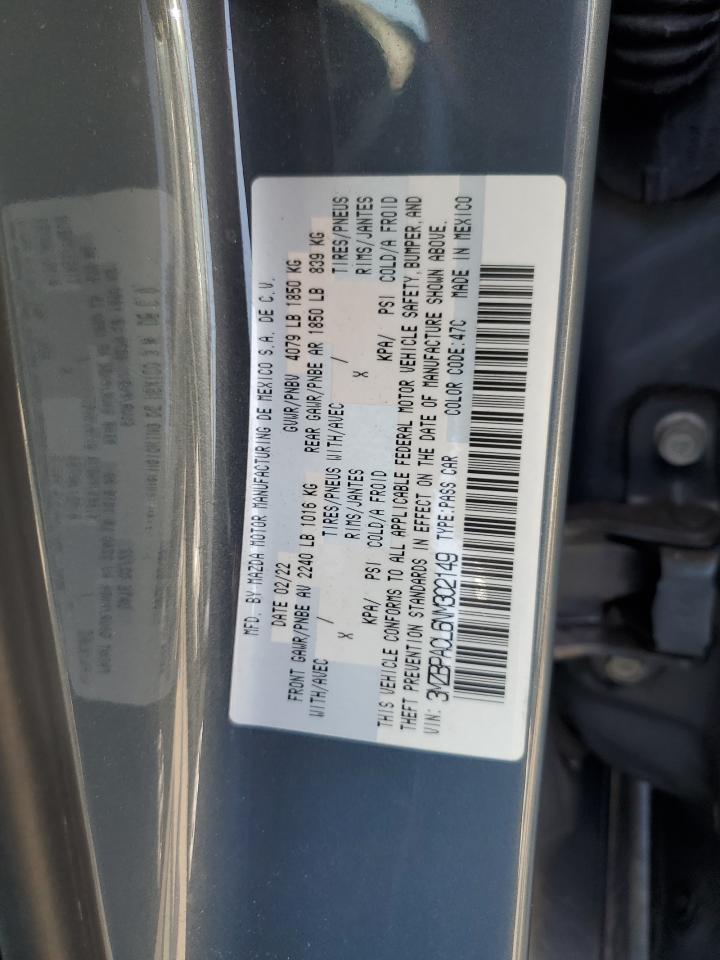 MFD. BY MAZDA MOTOR MANUFACTURING DE MEXICO S.A. DE C.V.
DATE 02/22 GVWR/PNBV 4079 LB 1850 KG
FRONT GAWR/PNBE AV 2240 LB 1016 KG REAR GAWR/PNBE AR 1850 LB 839 KG
WITH/AVEC / TIRES/PNEUS WITH/AVEC / TIRES/PNEUS
X RIMS/JANTES X RIMS/JANTES
KPA/ PSI COLD/A FROID KPA/ PSI COLD/A FROID
THIS VEHICLE CONFORMS TO ALL APPLICABLE FEDERAL MOTOR VEHICLE SAFETY, BUMPER, AND
THEFT PREVENTION STANDARDS IN EFFECT ON THE DATE OF MANUFACTURE SHOWN ABOVE.
VIN: 3MZBPACL6NM302149 TYPE:PASS CAR COLOR CODE:47C MADE IN MEXICO